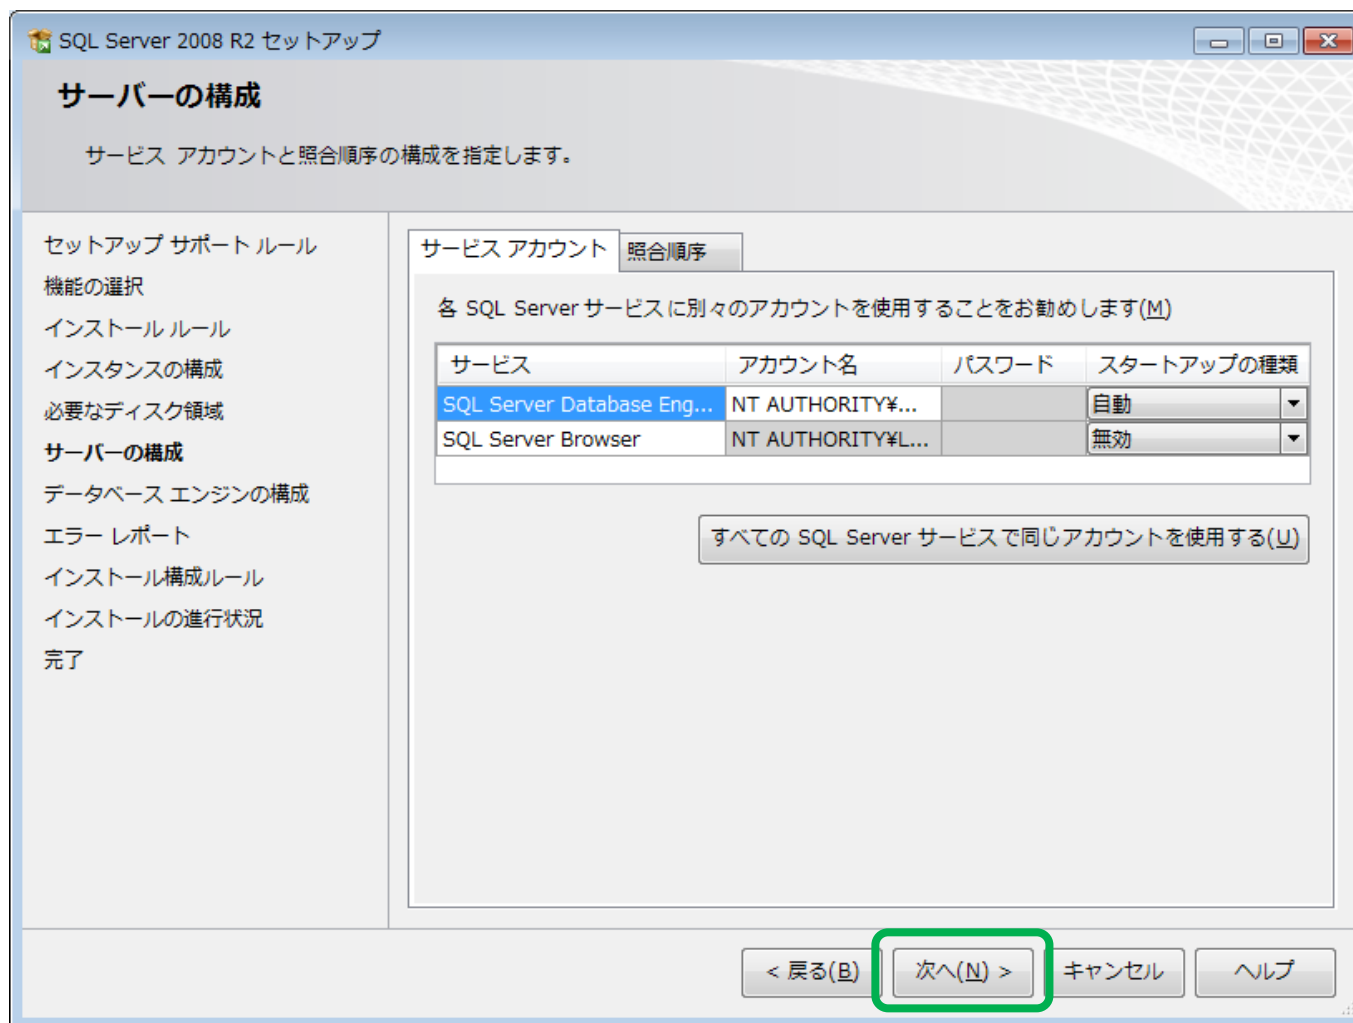 SQL Server 2008 R2 セットアップ
サーバーの構成
サービス アカウントと照合順序の構成を指定します。
セットアップ サポート ルール
機能の選択
インストール ルール
インスタンスの構成
必要なディスク領域
サーバーの構成
データベース エンジンの構成
エラー レポート
インストール構成ルール
インストールの進行状況
完了
サービス アカウント 照合順序
各 SQL Server サービスに別々のアカウントを使用することをお勧めします(M)
サービス アカウント名 パスワード スタートアップの種類
SQL Server Database Eng... NT AUTHORITY¥... 自動
SQL Server Browser NT AUTHORITY¥L... 無効
すべての SQL Server サービスで同じアカウントを使用する(U)
< 戻る(B) 次へ(N) > キャンセル ヘルプ